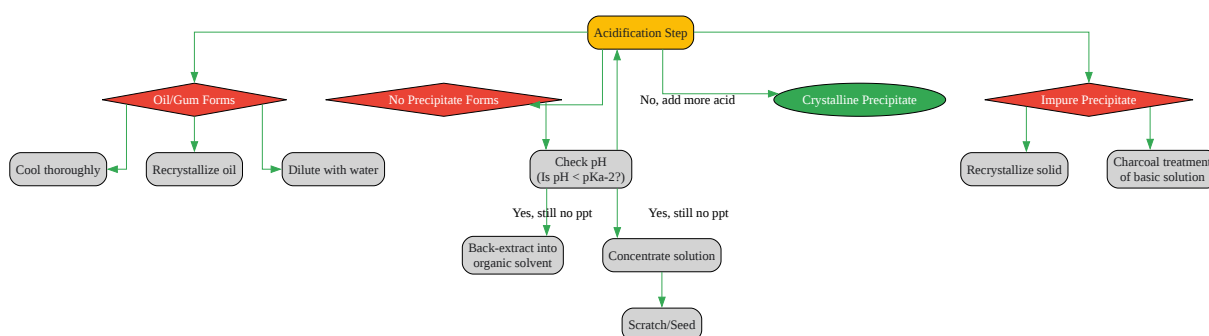 Acidification Step
Oil/Gum Forms
No Precipitate Forms
No, add more acid
Crystalline Precipitate
Impure Precipitate
Cool thoroughly
Recrystallize oil
Dilute with water
Check pH
(Is pH < pKa-2?)
Recrystallize solid
Charcoal treatment
of basic solution
Yes, still no ppt
Yes, still no ppt
Back-extract into
organic solvent
Concentrate solution
Scratch/Seed